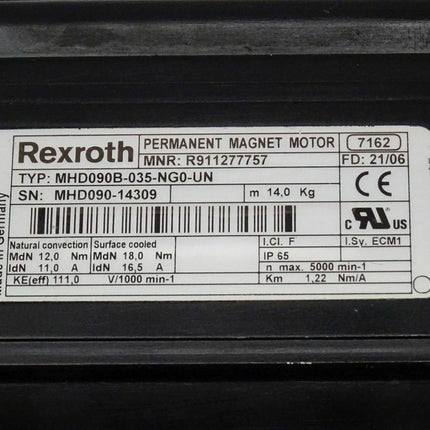 Rexroth PERMANENT MAGNET MOTOR 7162
MNR: R911277757 FD: 21/06
TYP: MHD090B-035-NG0-UN
SN: MHD090-14309 m 14,0 Kg
CE
c RU US
Made in Germany
Natural convection Surface cooled I.Cl. F I.Sy. ECM1
MdN 12,0 Nm MdN 18,0 Nm IP 65
IdN 11,0 A IdN 16,5 A n max. 5000 min-1
KE(eff) 111,0 V/1000 min-1 Km 1,22 Nm/A